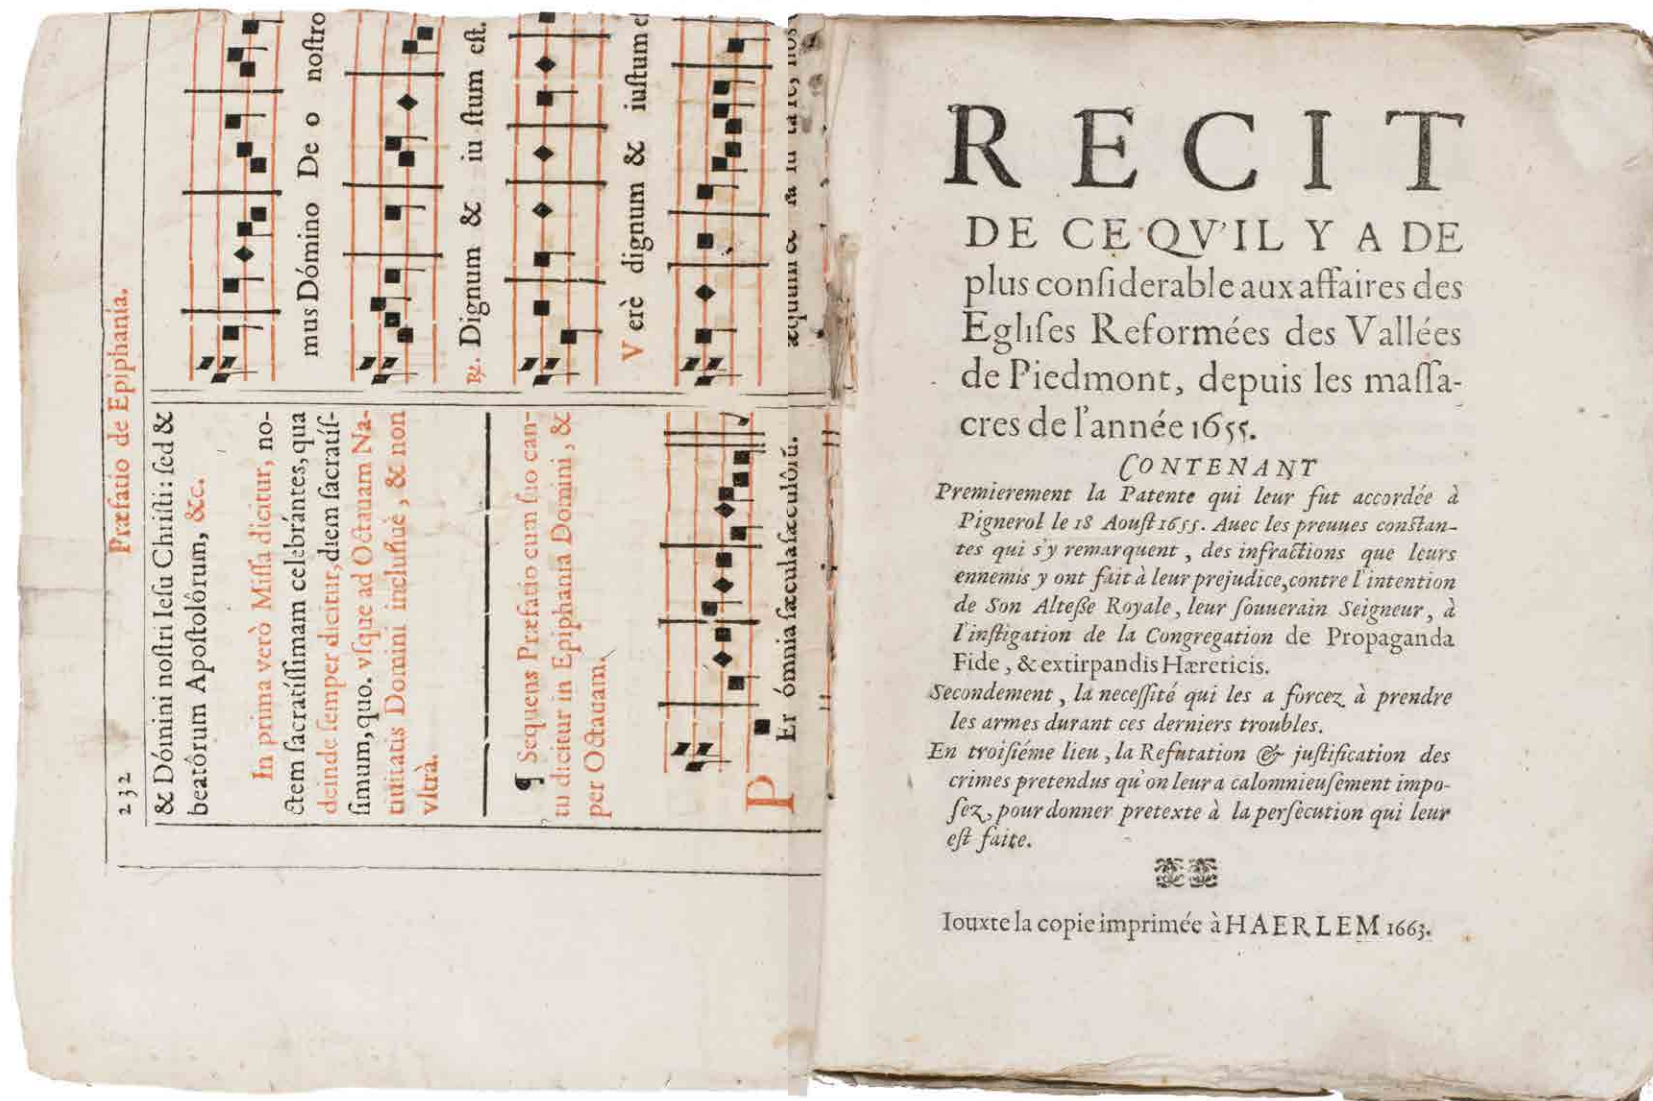 232 Præfatio de Epiphania.
& Dómini noſtri Ieſu Chriſti: ſed &
beatórum Apoſtolórum, &c.
In prima verò Miſſa dicitur, no-
ctem ſacratíſſimam celebrántes, qua
deinde ſemper dicitur, diem ſacratíſ-
ſimum, quo. vſque ad Octauam Na-
tiuitatis Domini incluſiuè, & non
vltrà.
¶ Sequens Præfatio cum ſuo can-
tu dicitur in Epiphania Domini, &
per Octauam.
PEr ómnia ſæcula ſæculórũ.
mus Dómino De o noſtro
℟. Dignum & iu ſtum eſt.
Verè dignum & iuſtum
RECIT
DE CE QV'IL Y A DE
plus conſiderable aux affaires des
Egliſes Reformées des Vallées
de Piedmont, depuis les maſſa-
cres de l'année 1655.
CONTENANT
Premierement la Patente qui leur fut accordée à
Pignerol le 18 Aouſt 1655. Auec les preuues conſtan-
tes qui s'y remarquent, des infractions que leurs
ennemis y ont fait à leur prejudice, contre l'intention
de Son Alteſſe Royale, leur ſouuerain Seigneur, à
l'inſtigation de la Congregation de Propaganda
Fide, & extirpandis Hæreticis.
Secondement, la neceſſité qui les a forcez à prendre
les armes durant ces derniers troubles.
En troiſiéme lieu, la Refutation & juſtification des
crimes pretendus qu'on leur a calomnieuſement impo-
ſez, pour donner pretexte à la perſecution qui leur
eſt faite.
Iouxte la copie imprimée à HAERLEM 1663.